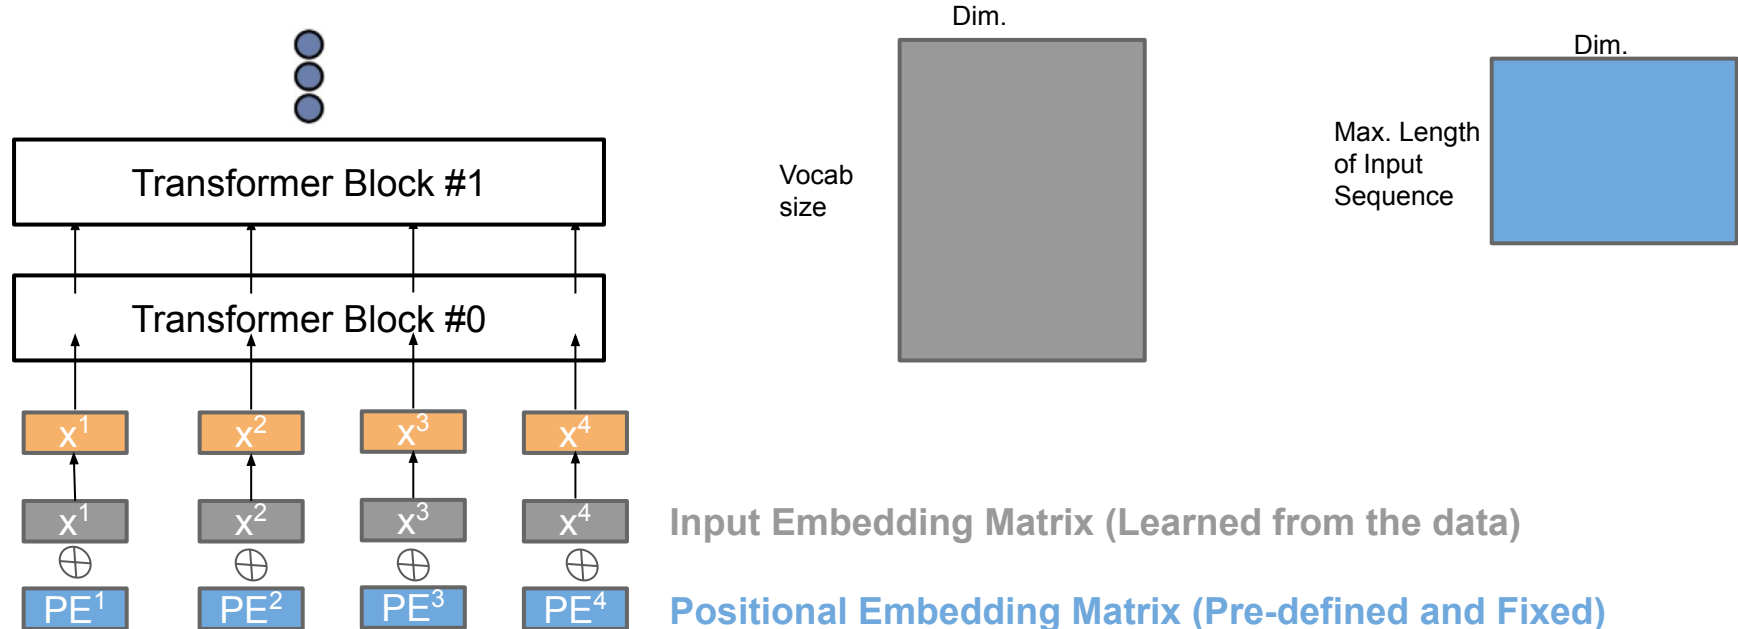 Dim.
Dim.
Transformer Block #1
Vocab
size
Max. Length
of Input
Sequence
Transformer Block #0
x¹ x² x³ x⁴
x¹ x² x³ x⁴
Input Embedding Matrix (Learned from the data)
PE¹ PE² PE³ PE⁴
Positional Embedding Matrix (Pre-defined and Fixed)